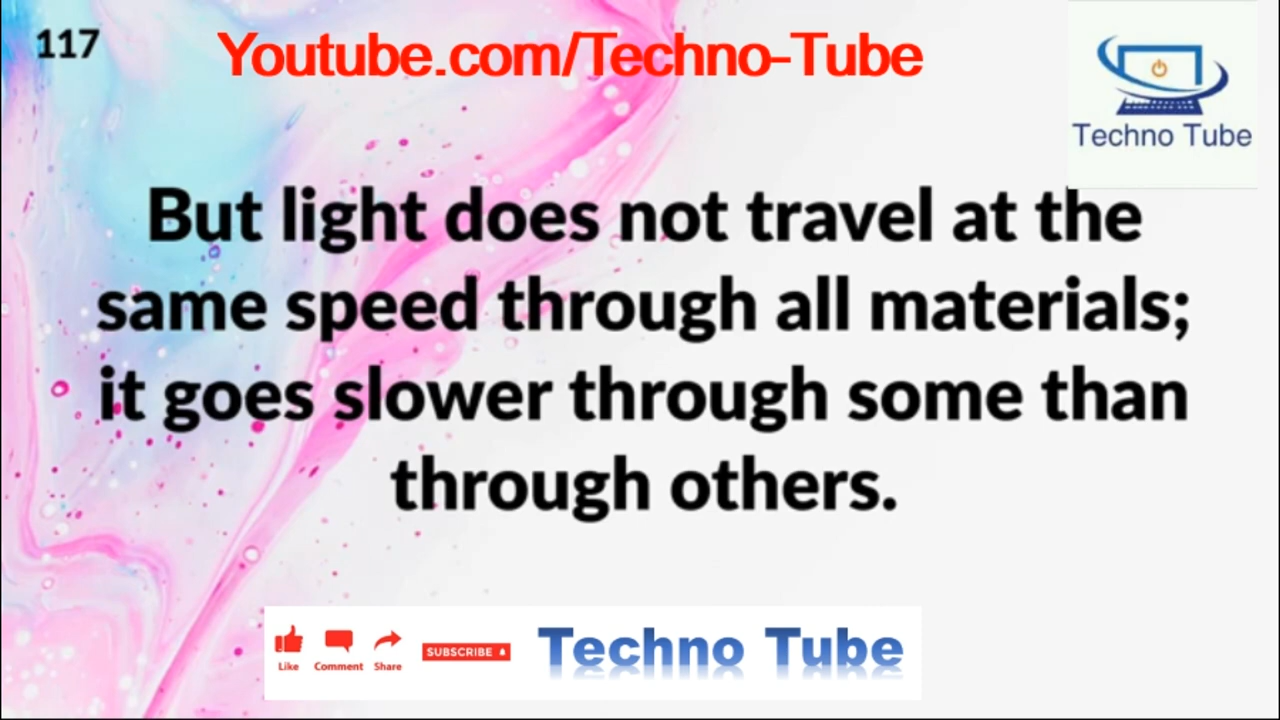 117
Youtube.com/Techno-Tube
Techno Tube
But light does not travel at the
same speed through all materials;
it goes slower through some than
through others.
Like Comment Share
SUBSCRIBE
Techno Tube